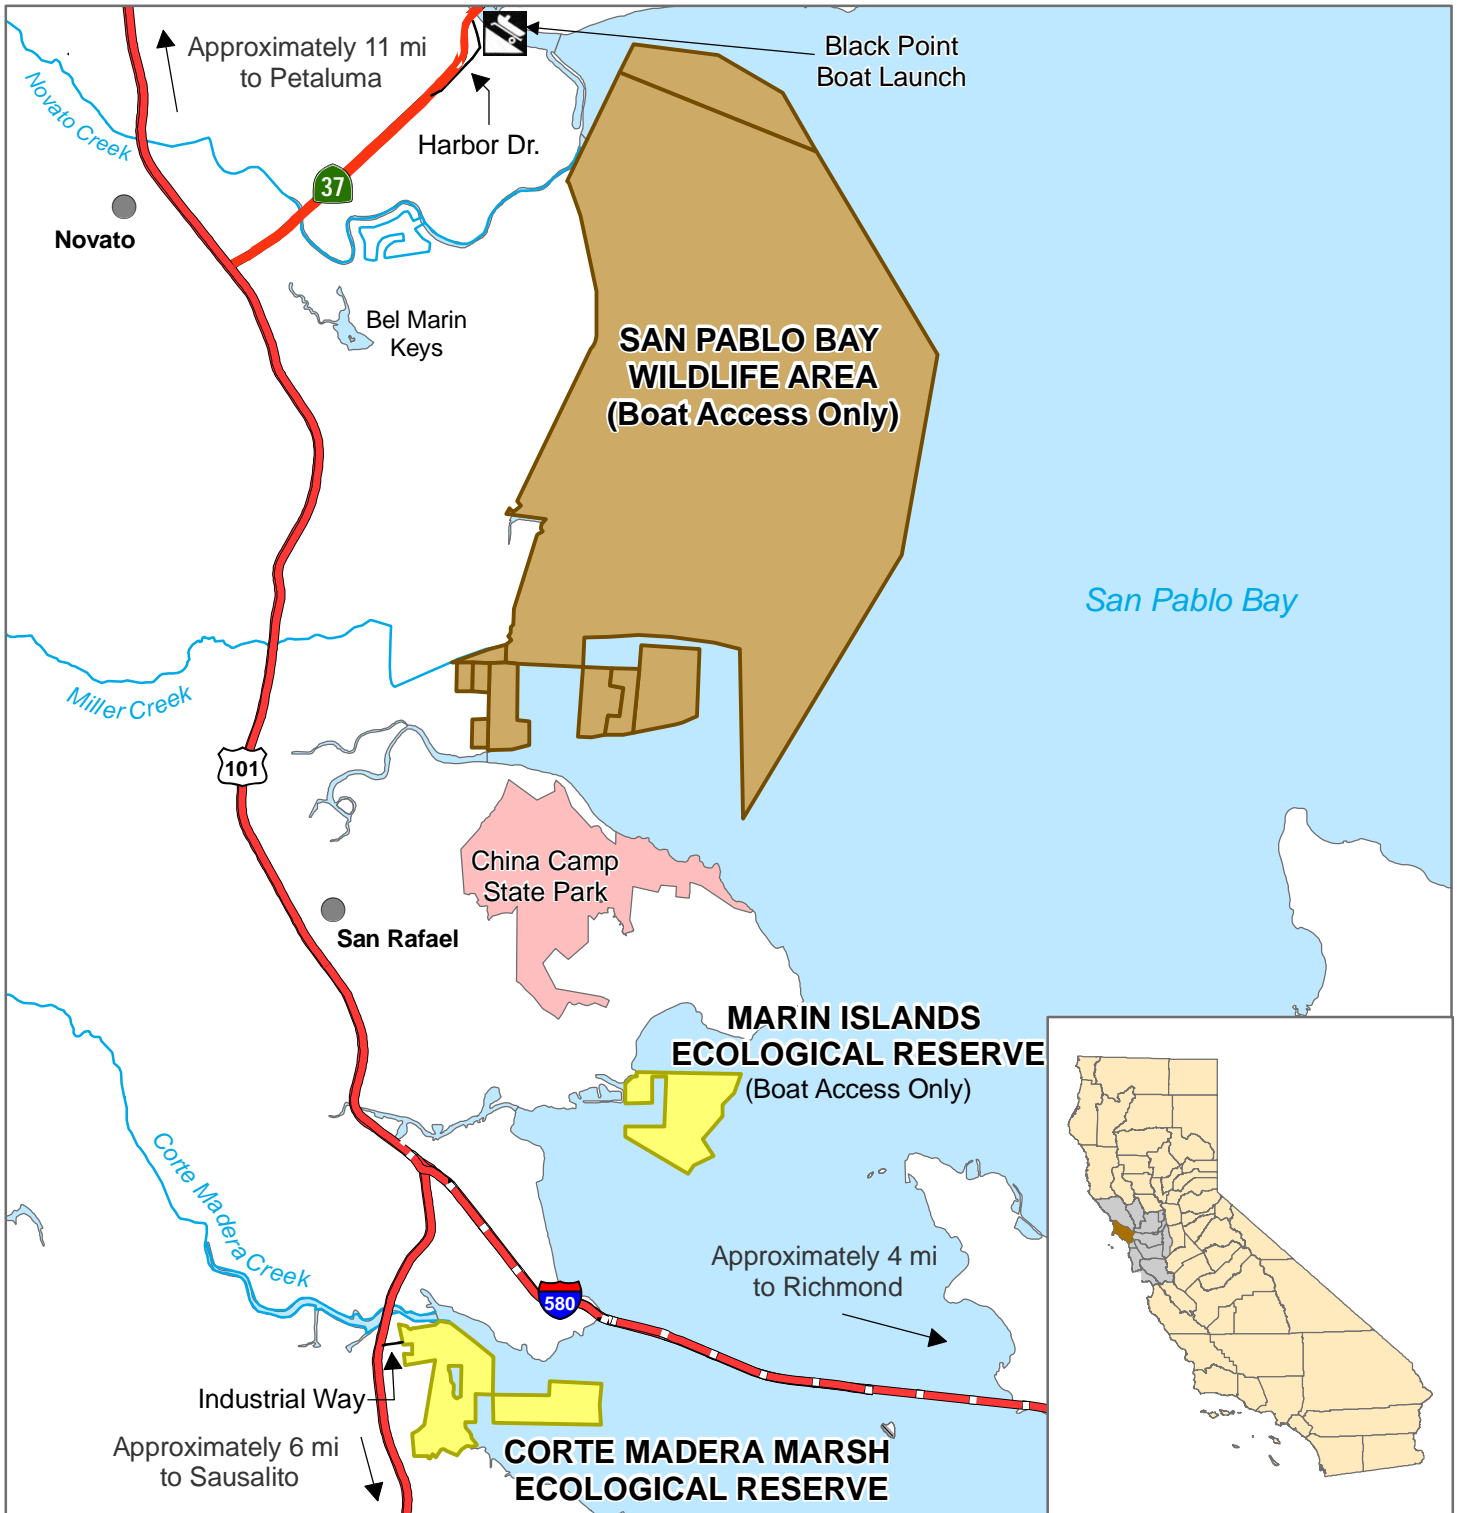 Approximately 11 mi
to Petaluma
Black Point
Boat Launch
Novato Creek
Harbor Dr.
37
Novato
Bel Marin
Keys
SAN PABLO BAY
WILDLIFE AREA
(Boat Access Only)
San Pablo Bay
Miller Creek
101
China Camp
State Park
San Rafael
MARIN ISLANDS
ECOLOGICAL RESERVE
(Boat Access Only)
Corte Madera Creek
Approximately 4 mi
to Richmond
580
Industrial Way
Approximately 6 mi
to Sausalito
CORTE MADERA MARSH
ECOLOGICAL RESERVE